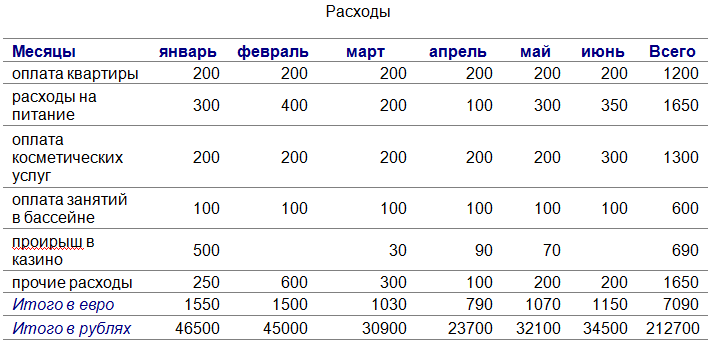 Расходы
Месяцы январь февраль март апрель май июнь Всего
оплата квартиры 200 200 200 200 200 200 1200
расходы на
питание 300 400 200 100 300 350 1650
оплата
косметических
услуг 200 200 200 200 200 300 1300
оплата занятий
в бассейне 100 100 100 100 100 100 600
проирыш в
казино 500 30 90 70 690
прочие расходы 250 600 300 100 200 200 1650
Итого в евро 1550 1500 1030 790 1070 1150 7090
Итого в рублях 46500 45000 30900 23700 32100 34500 212700